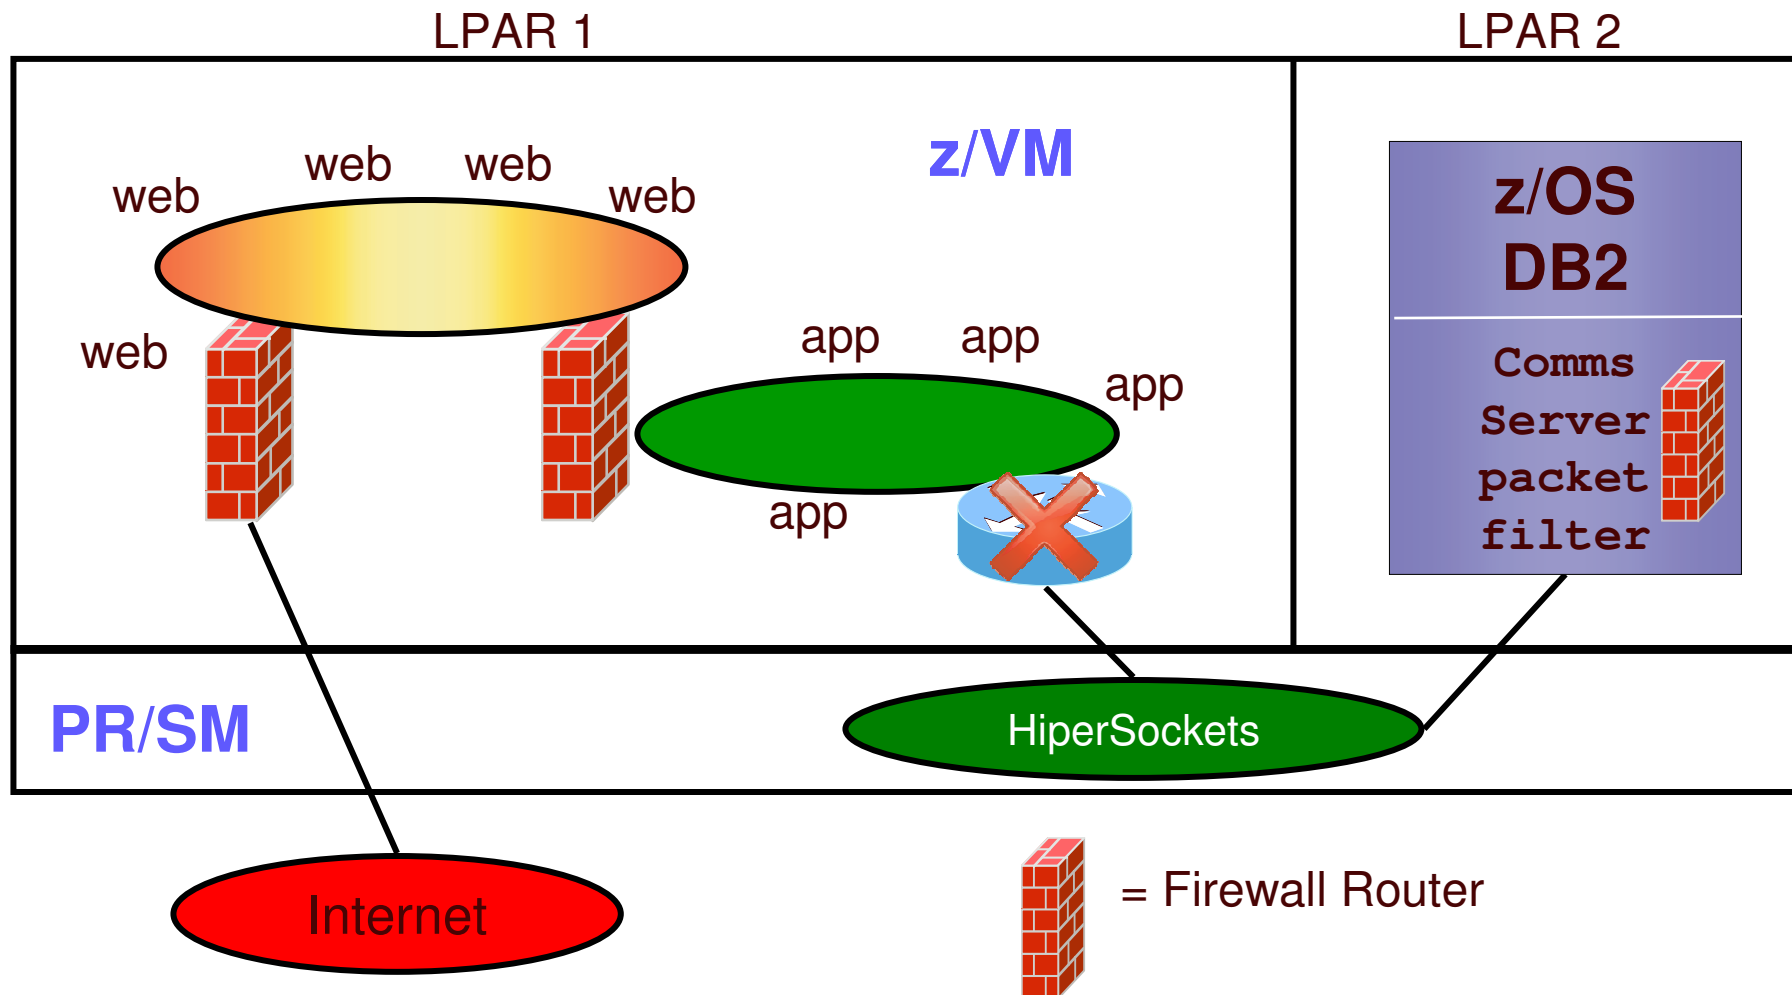 LPAR 1
LPAR 2
web
web
web
web
web
z/VM
app
app
app
app
z/OS
DB2
Comms
Server
packet
filter
PR/SM
HiperSockets
Internet
= Firewall Router